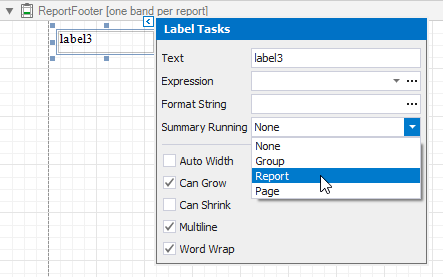 ReportFooter [one band per report]
label3
Label Tasks
Text label3
Expression
Format String
Summary Running None
None
Group
Report
Page
Auto Width
Can Grow
Can Shrink
Multiline
Word Wrap